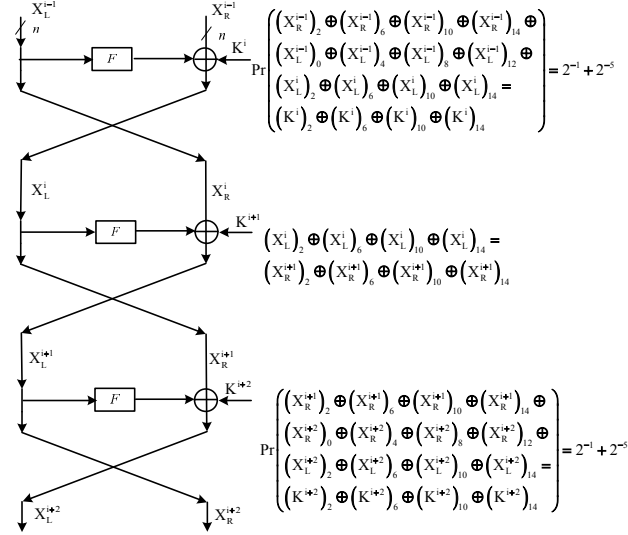 X_L^{i-1} X_R^{i-1}
n n
F K^i
Pr ( (X_R^{i-1})_2 ⊕ (X_R^{i-1})_6 ⊕ (X_R^{i-1})_10 ⊕ (X_R^{i-1})_14 ⊕
(X_L^{i-1})_0 ⊕ (X_L^{i-1})_4 ⊕ (X_L^{i-1})_8 ⊕ (X_L^{i-1})_12 ⊕
(X_L^i)_2 ⊕ (X_L^i)_6 ⊕ (X_L^i)_10 ⊕ (X_L^i)_14 =
(K^i)_2 ⊕ (K^i)_6 ⊕ (K^i)_10 ⊕ (K^i)_14 ) = 2^{-1} + 2^{-5}
X_L^i X_R^i
F K^{i+1}
(X_L^i)_2 ⊕ (X_L^i)_6 ⊕ (X_L^i)_10 ⊕ (X_L^i)_14 =
(X_R^{i+1})_2 ⊕ (X_R^{i+1})_6 ⊕ (X_R^{i+1})_10 ⊕ (X_R^{i+1})_14
X_L^{i+1} X_R^{i+1}
F K^{i+2}
Pr ( (X_R^{i+1})_2 ⊕ (X_R^{i+1})_6 ⊕ (X_R^{i+1})_10 ⊕ (X_R^{i+1})_14 ⊕
(X_R^{i+2})_0 ⊕ (X_R^{i+2})_4 ⊕ (X_R^{i+2})_8 ⊕ (X_R^{i+2})_12 ⊕
(X_L^{i+2})_2 ⊕ (X_L^{i+2})_6 ⊕ (X_L^{i+2})_10 ⊕ (X_L^{i+2})_14 =
(K^{i+2})_2 ⊕ (K^{i+2})_6 ⊕ (K^{i+2})_10 ⊕ (K^{i+2})_14 ) = 2^{-1} + 2^{-5}
X_L^{i+2} X_R^{i+2}